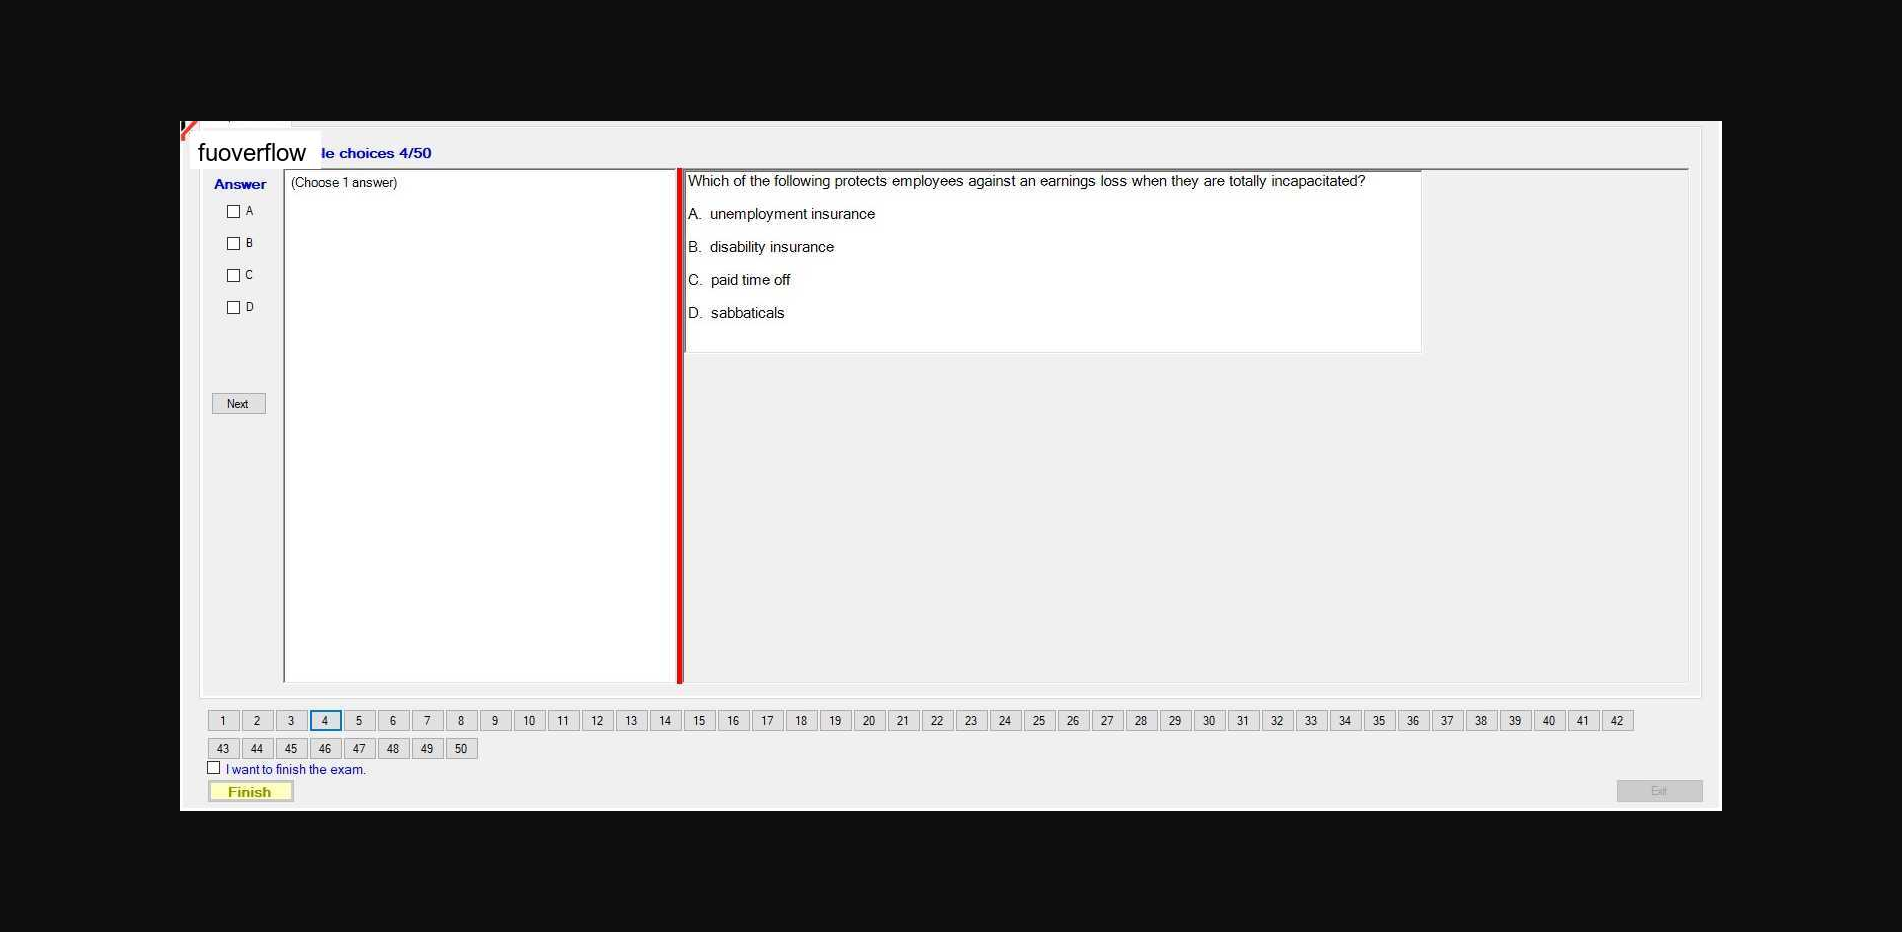 fuoverflow le choices 4/50
Answer
(Choose 1 answer)
A
B
C
D
Next
Which of the following protects employees against an earnings loss when they are totally incapacitated?
A. unemployment insurance
B. disability insurance
C. paid time off
D. sabbaticals
1 2 3 4 5 6 7 8 9 10 11 12 13 14 15 16 17 18 19 20 21 22 23 24 25 26 27 28 29 30 31 32 33 34 35 36 37 38 39 40 41 42
43 44 45 46 47 48 49 50
I want to finish the exam.
Finish
Exit